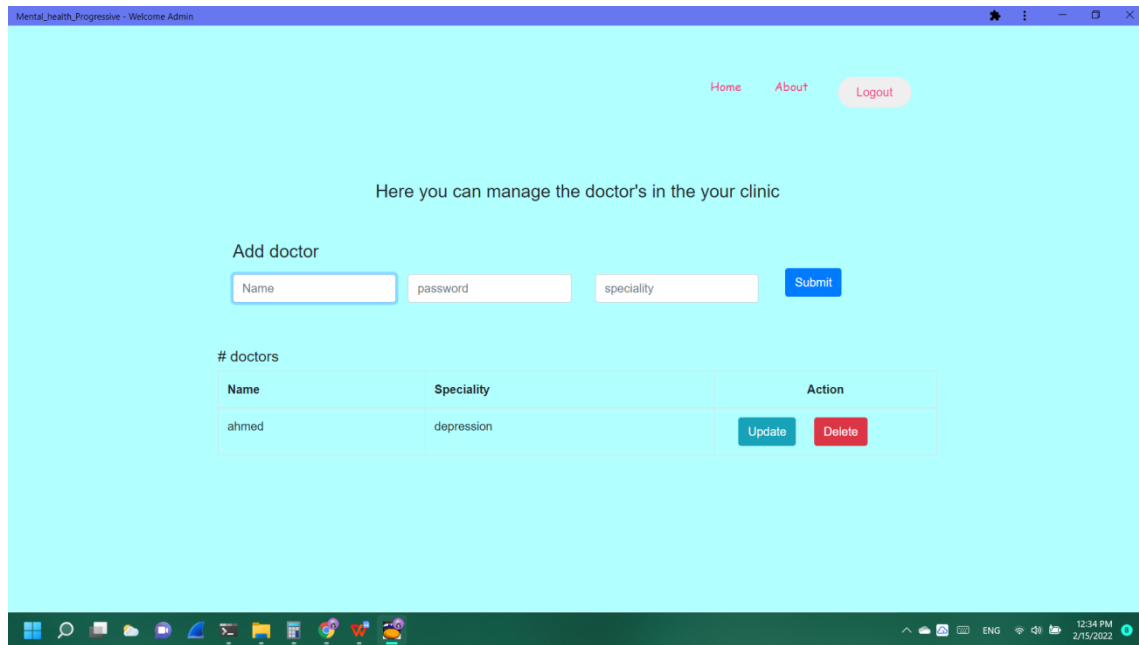 Mental_health_Progressive - Welcome Admin
Home About Logout
Here you can manage the doctor's in the your clinic
Add doctor
Name password speciality Submit
# doctors
Name Speciality Action
ahmed depression Update Delete
ENG 12:34 PM
2/15/2022 8